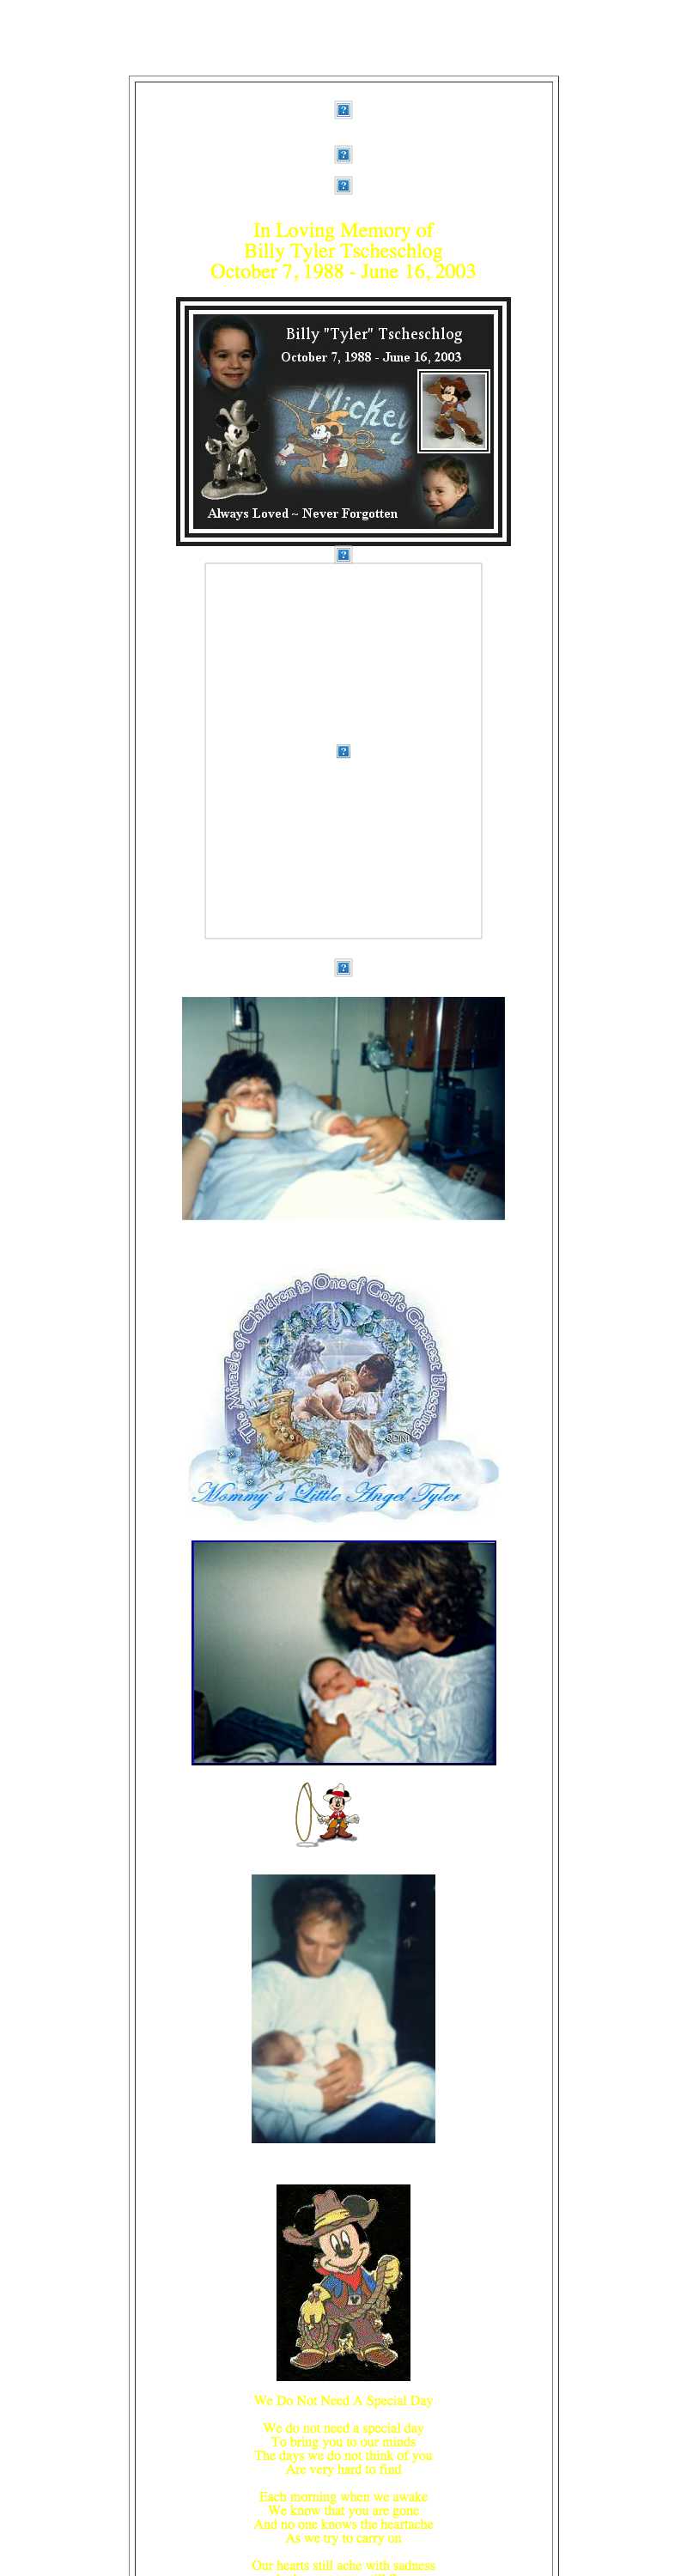 In Loving Memory of
Billy Tyler Tscheschlog
October 7, 1988 - June 16, 2003
Billy "Tyler" Tscheschlog
October 7, 1988 - June 16, 2003
Mickey
Always Loved ~ Never Forgotten
The Miracle of Children is One of God's Greatest Blessings
Mommy's Little Angel Tyler
We Do Not Need A Special Day
We do not need a special day
To bring you to our minds
The days we do not think of you
Are very hard to find
Each morning when we awake
We know that you are gone
And no one knows the heartache
As we try to carry on
Our hearts still ache with sadness